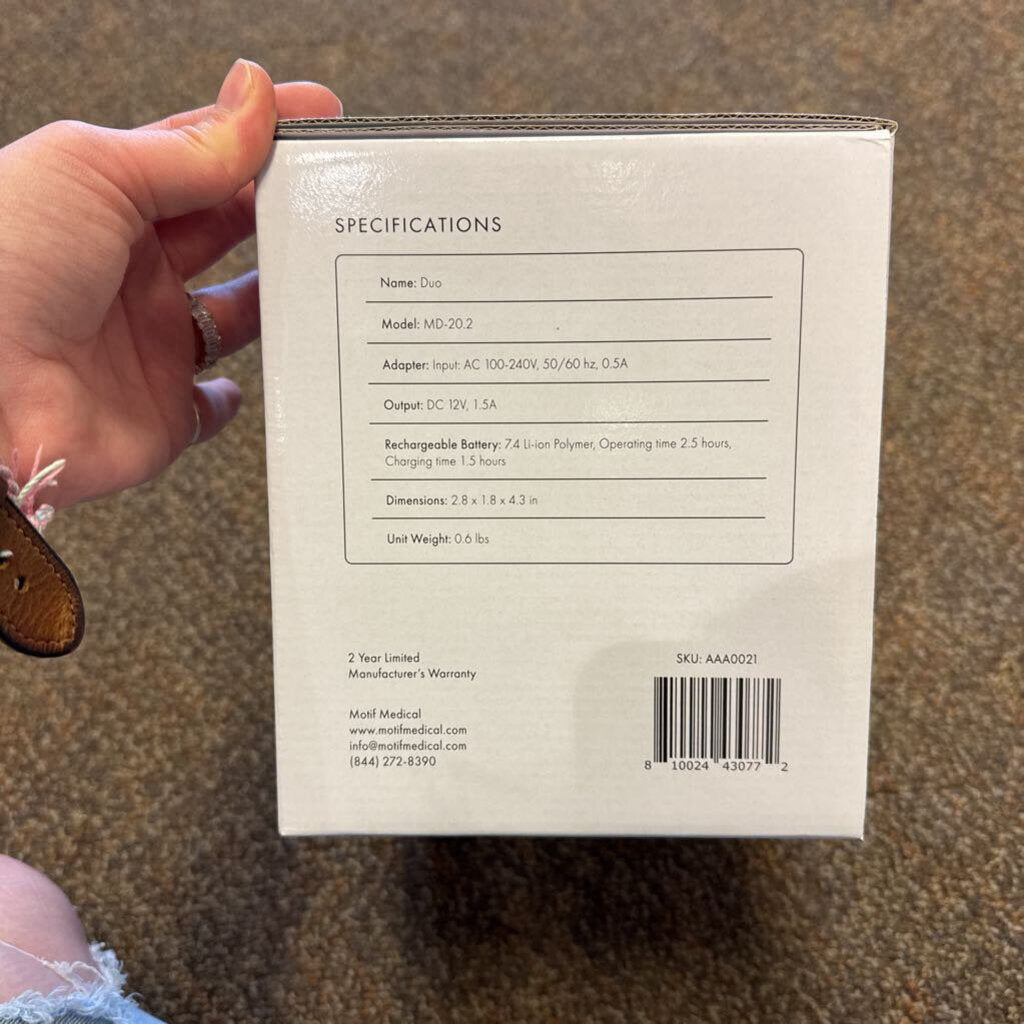 SPECIFICATIONS
Name: Duo
Model: MD-20.2
Adapter: Input: AC 100-240V, 50/60 hz, 0.5A
Output: DC 12V, 1.5A
Rechargeable Battery: 7.4 Li-ion Polymer, Operating time 2.5 hours,
Charging time 1.5 hours
Dimensions: 2.8 x 1.8 x 4.3 in
Unit Weight: 0.6 lbs
2 Year Limited
Manufacturer's Warranty
Motif Medical
www.motifmedical.com
info@motifmedical.com
(844) 272-8390
SKU: AAA0021
8 10024 43077 2